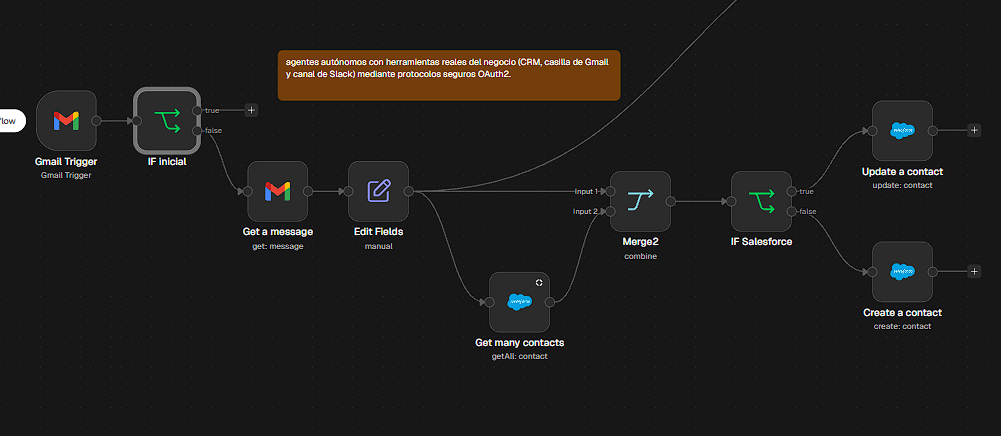 agentes autónomos con herramientas reales del negocio (CRM, casilla de Gmail
y canal de Slack) mediante protocolos seguros OAuth2.
flow
Gmail Trigger
Gmail Trigger
IF inicial
true
false
Get a message
get: message
Edit Fields
manual
Get many contacts
getAll: contact
Input 1
Input 2
Merge2
combine
IF Salesforce
true
false
Update a contact
update: contact
Create a contact
create: contact